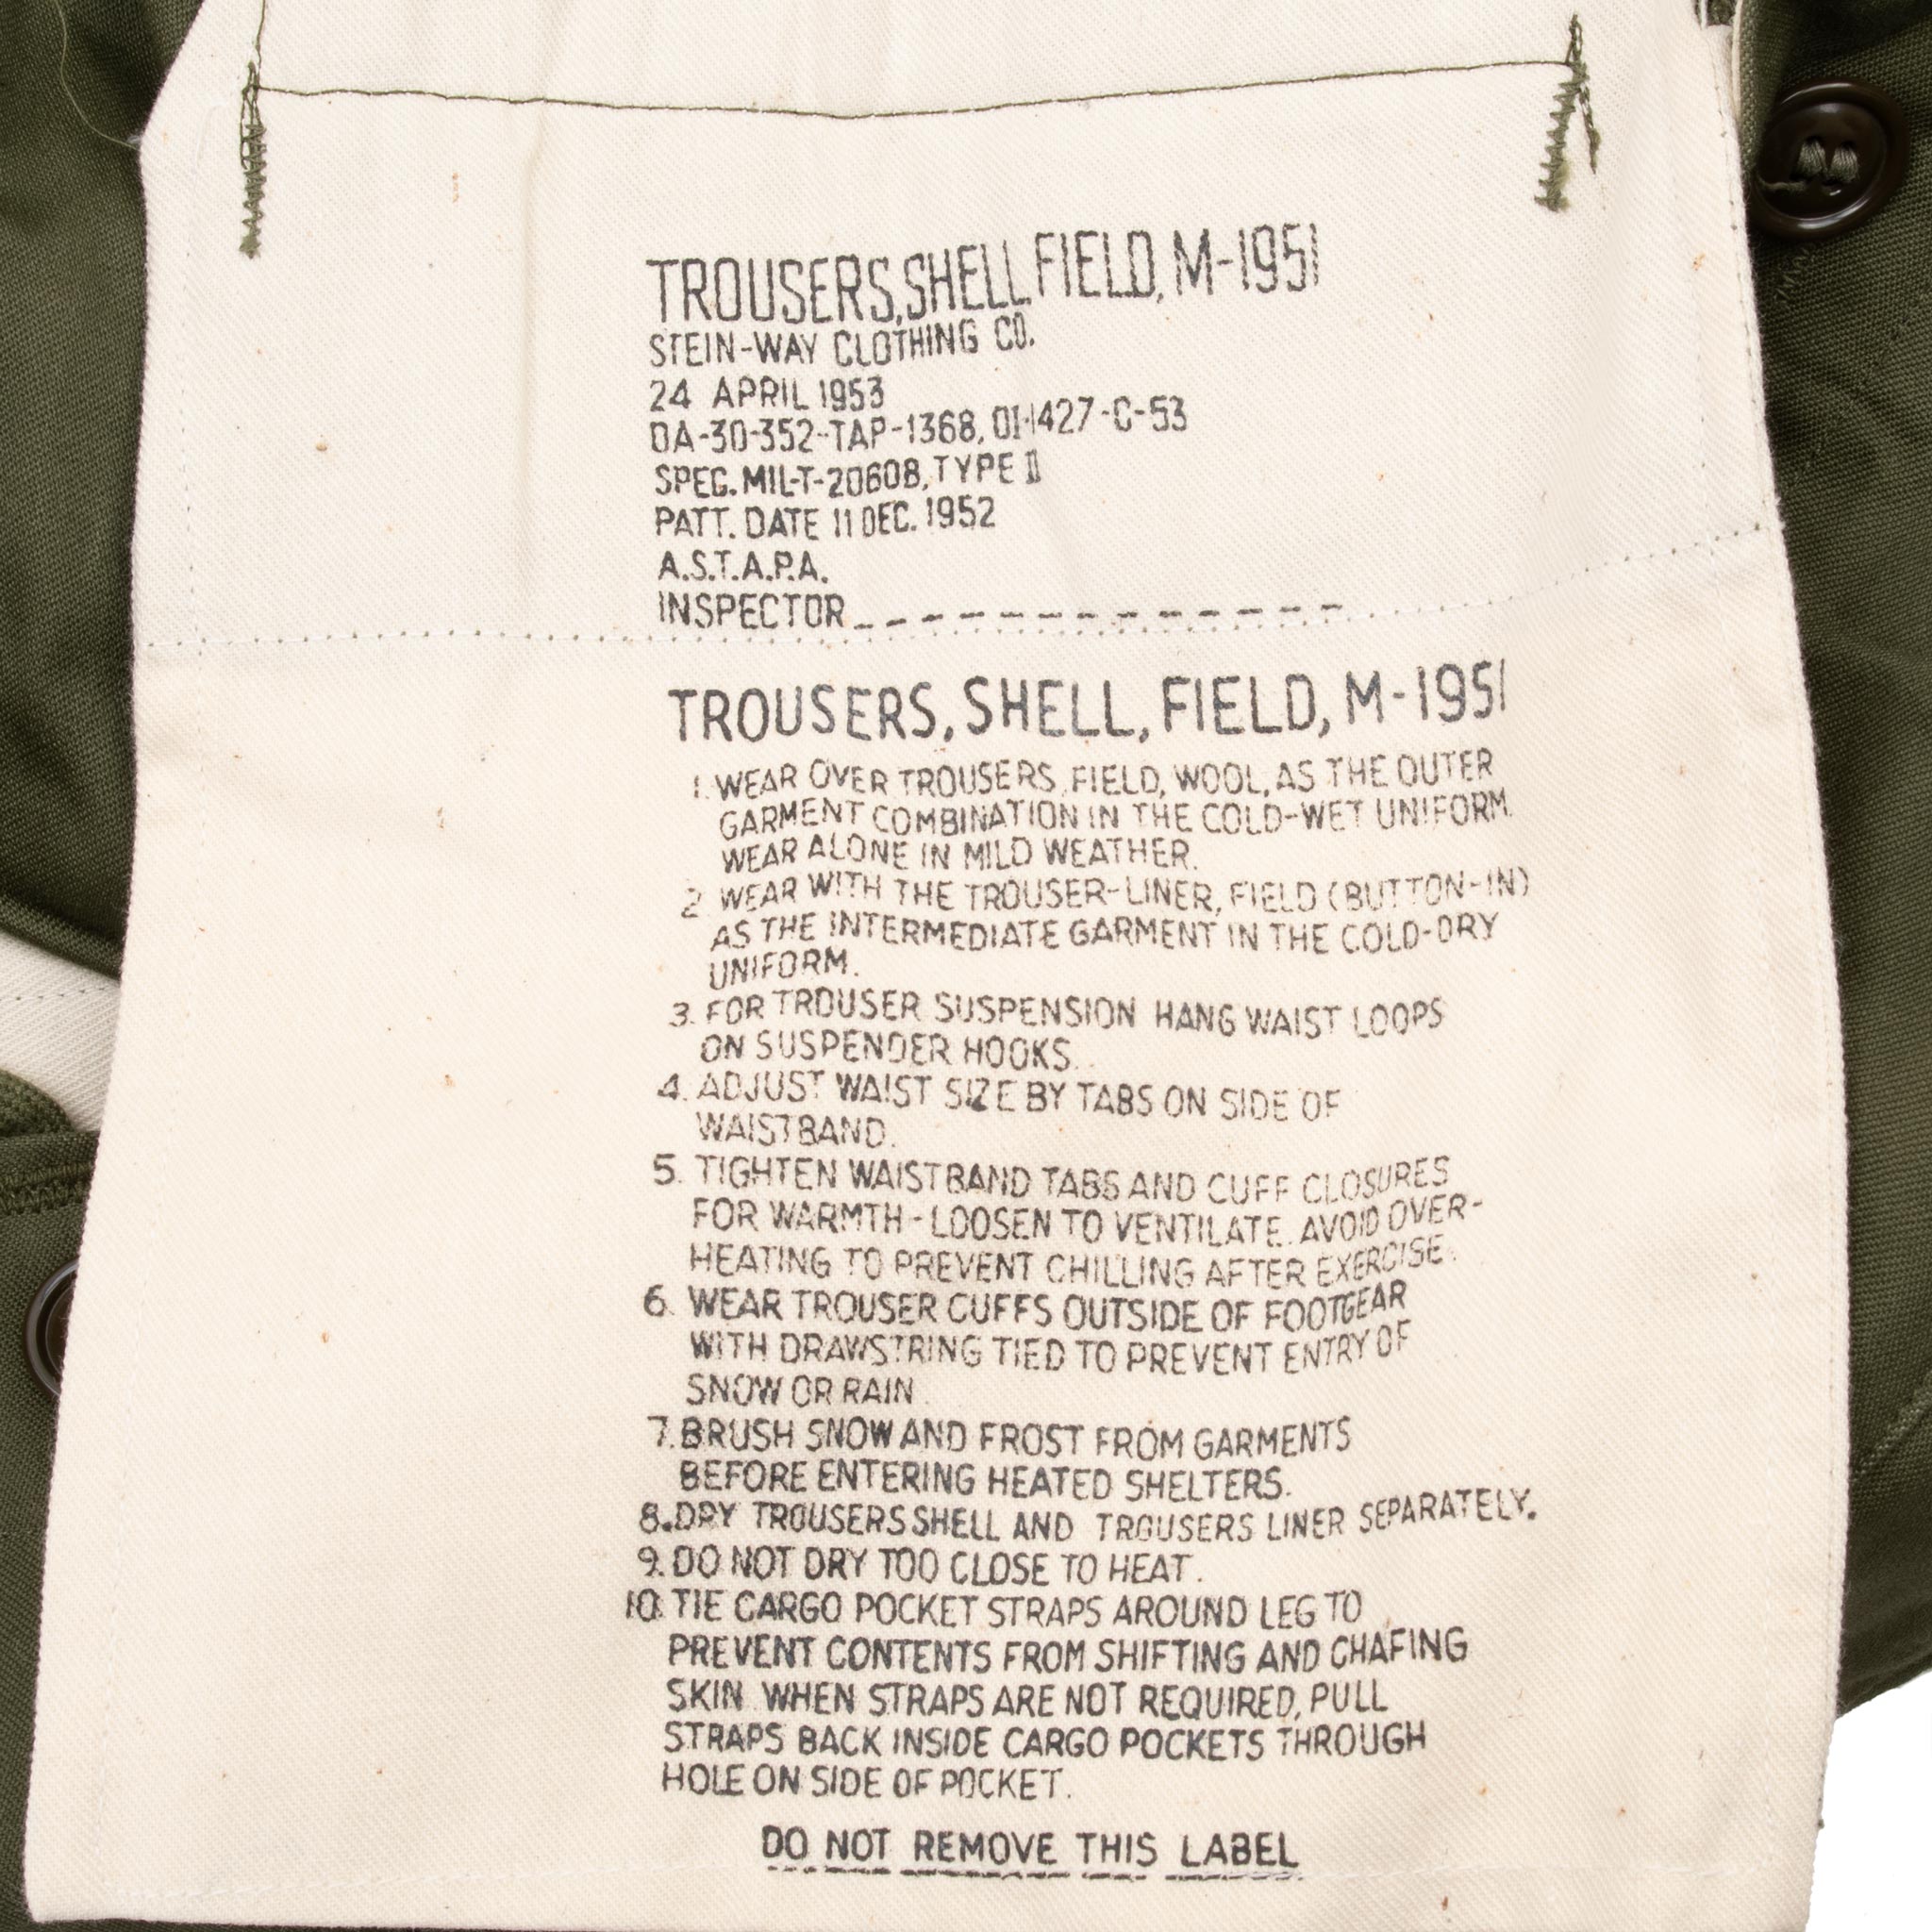 TROUSERS, SHELL FIELD, M-1951
STEIN-WAY CLOTHING CO.
24 APRIL 1953
DA-30-352-TAP-1368, OI-1427-C-53
SPEC. MIL-T-20608, TYPE II
PATT. DATE 11 DEC. 1952
A.S.T.A.P.A.
INSPECTOR_ _ _ _ _ _ _ _ _ _ _ _ _
TROUSERS, SHELL, FIELD, M-1951
1. WEAR OVER TROUSERS, FIELD, WOOL, AS THE OUTER
GARMENT COMBINATION IN THE COLD-WET UNIFORM.
WEAR ALONE IN MILD WEATHER.
2. WEAR WITH THE TROUSER-LINER, FIELD (BUTTON-IN)
AS THE INTERMEDIATE GARMENT IN THE COLD-DRY
UNIFORM.
3. FOR TROUSER SUSPENSION HANG WAIST LOOPS
ON SUSPENDER HOOKS.
4. ADJUST WAIST SIZE BY TABS ON SIDE OF
WAISTBAND.
5. TIGHTEN WAISTBAND TABS AND CUFF CLOSURES
FOR WARMTH - LOOSEN TO VENTILATE. AVOID OVER-
HEATING TO PREVENT CHILLING AFTER EXERCISE.
6. WEAR TROUSER CUFFS OUTSIDE OF FOOTGEAR
WITH DRAWSTRING TIED TO PREVENT ENTRY OF
SNOW OR RAIN.
7. BRUSH SNOW AND FROST FROM GARMENTS
BEFORE ENTERING HEATED SHELTERS.
8. DRY TROUSERS SHELL AND TROUSERS LINER SEPARATELY.
9. DO NOT DRY TOO CLOSE TO HEAT.
10. TIE CARGO POCKET STRAPS AROUND LEG TO
PREVENT CONTENTS FROM SHIFTING AND CHAFING
SKIN. WHEN STRAPS ARE NOT REQUIRED, PULL
STRAPS BACK INSIDE CARGO POCKETS THROUGH
HOLE ON SIDE OF POCKET.
DO NOT REMOVE THIS LABEL